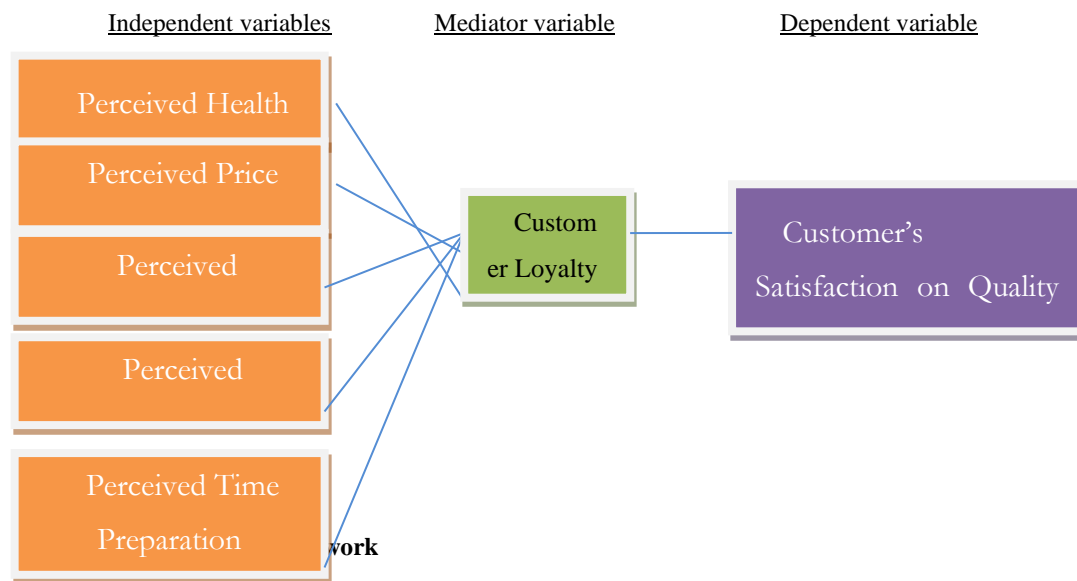 Independent variables
Mediator variable
Dependent variable
Perceived Health
Perceived Price
Perceived
Perceived
Perceived Time
Preparation
Custom
er Loyalty
Customer's
Satisfaction on Quality
work